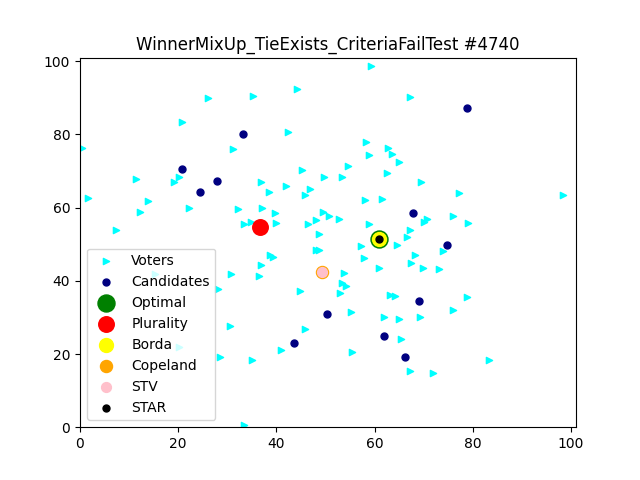 WinnerMixUp_TieExists_CriteriaFailTest #4740
100
80
60
40
20
0
0
20
40
60
80
100
Voters
Candidates
Optimal
Plurality
Borda
Copeland
STV
STAR